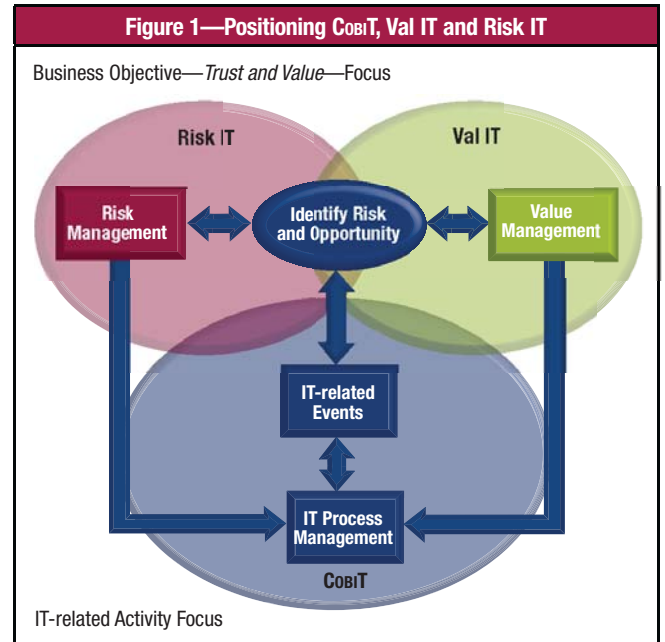 Figure 1—Positioning COBIT, Val IT and Risk IT
Business Objective—Trust and Value—Focus
Risk IT
Val IT
Risk
Management
Identify Risk
and Opportunity
Value
Management
IT-related
Events
IT Process
Management
COBIT
IT-related Activity Focus